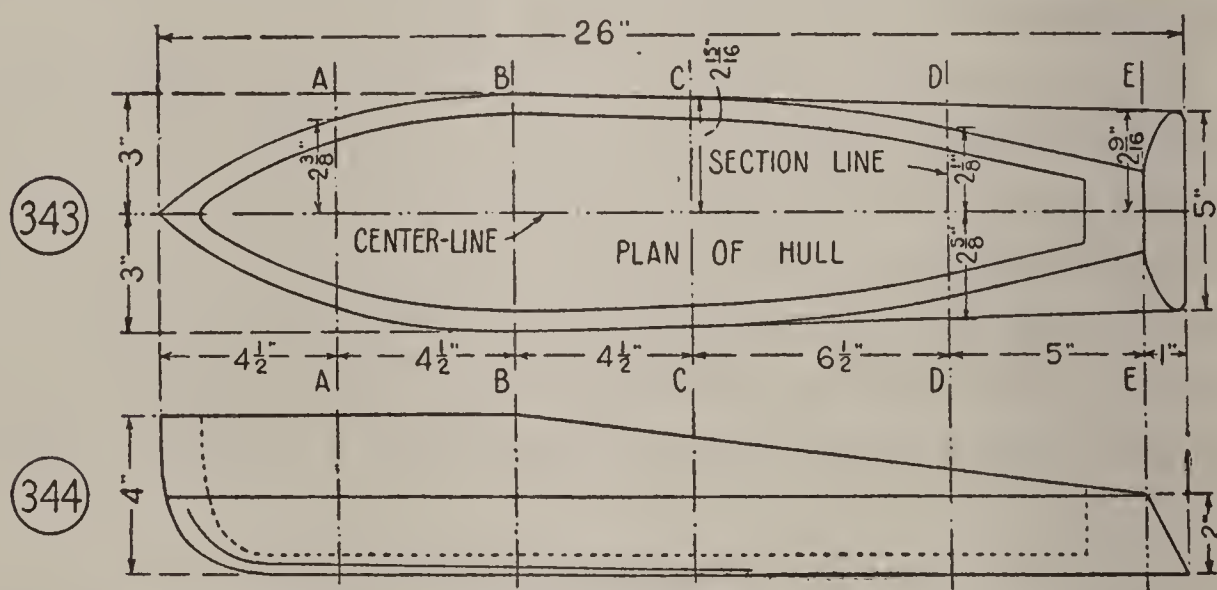 26"
A B C D E
2 15/16"
3"
2 3/8"
SECTION LINE
2 1/8"
2 9/16"
343
5"
CENTER-LINE
PLAN OF HULL
3"
2 5/8"
4 1/2" 4 1/2" 4 1/2" 6 1/2" 5" 1"
A B C D E
344
4"
2"